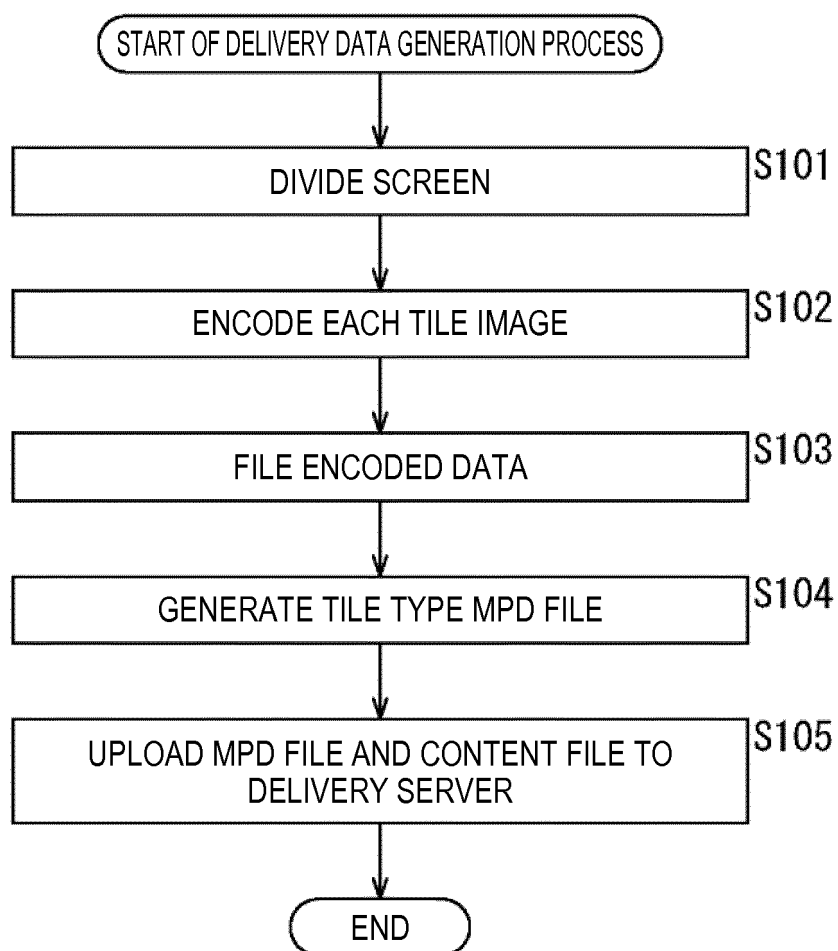 START OF DELIVERY DATA GENERATION PROCESS
S101
DIVIDE SCREEN
S102
ENCODE EACH TILE IMAGE
S103
FILE ENCODED DATA
S104
GENERATE TILE TYPE MPD FILE
S105
UPLOAD MPD FILE AND CONTENT FILE TO
DELIVERY SERVER
END